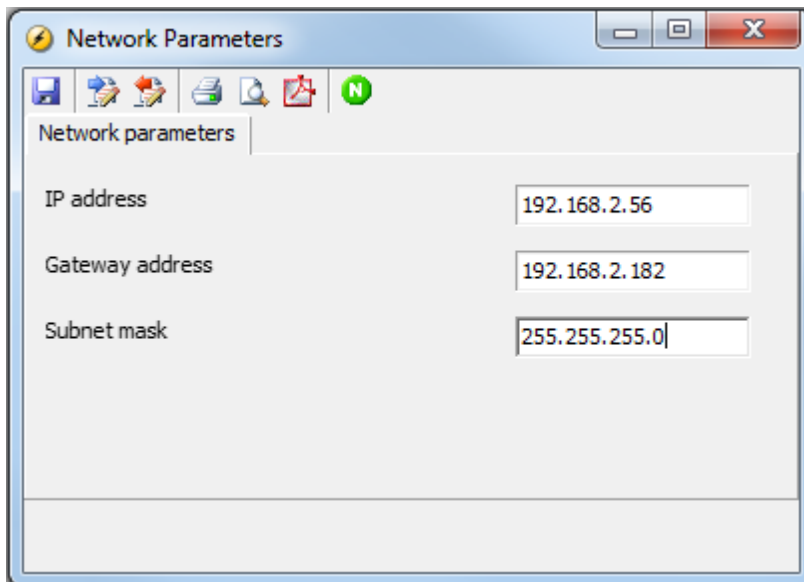 Network Parameters
N
Network parameters
IP address
192.168.2.56
Gateway address
192.168.2.182
Subnet mask
255.255.255.0